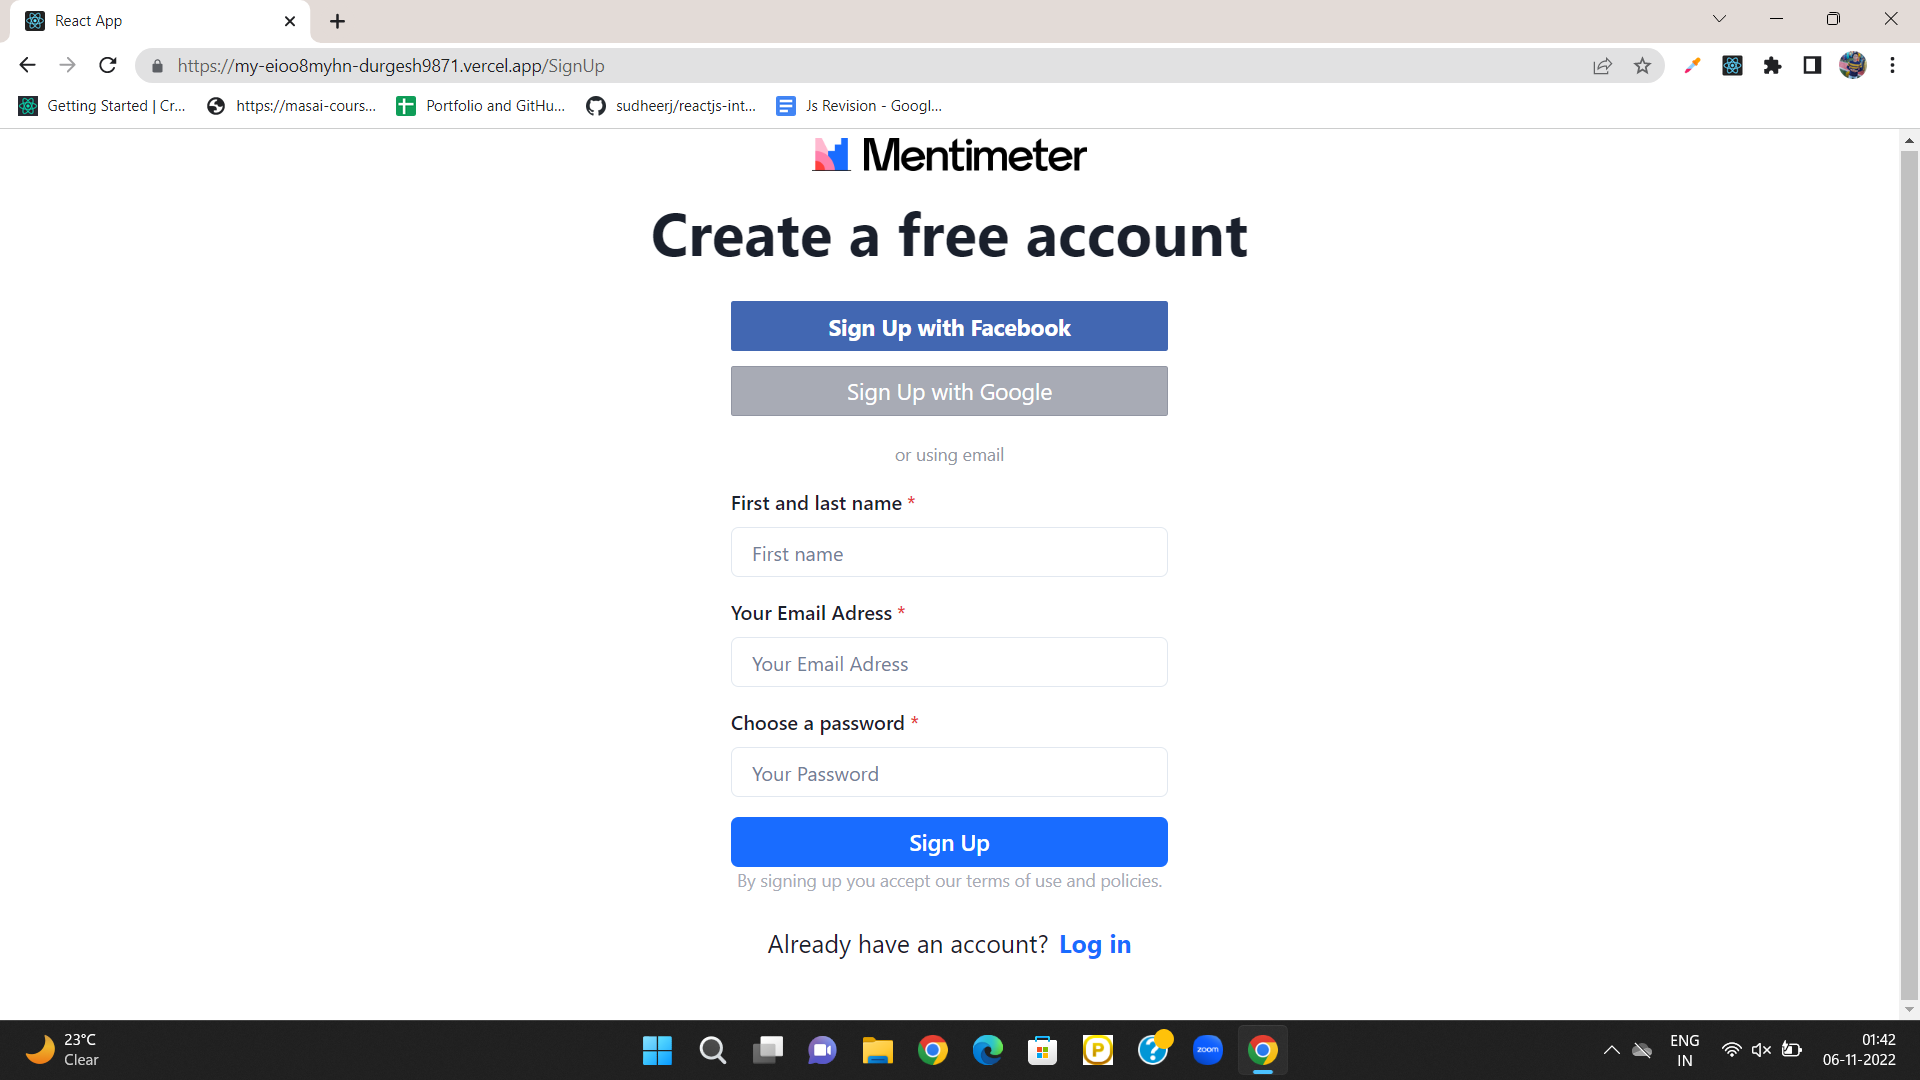 React App
https://my-eioo8myhn-durgesh9871.vercel.app/SignUp
Getting Started | Cr... https://masai-cours... Portfolio and GitHu... sudheerj/reactjs-int... Js Revision - Googl...
Mentimeter
Create a free account
Sign Up with Facebook
Sign Up with Google
or using email
First and last name *
First name
Your Email Adress *
Your Email Adress
Choose a password *
Your Password
Sign Up
By signing up you accept our terms of use and policies.
Already have an account? Log in
23°C
Clear
P
?
zoom
ENG
IN
01:42
06-11-2022